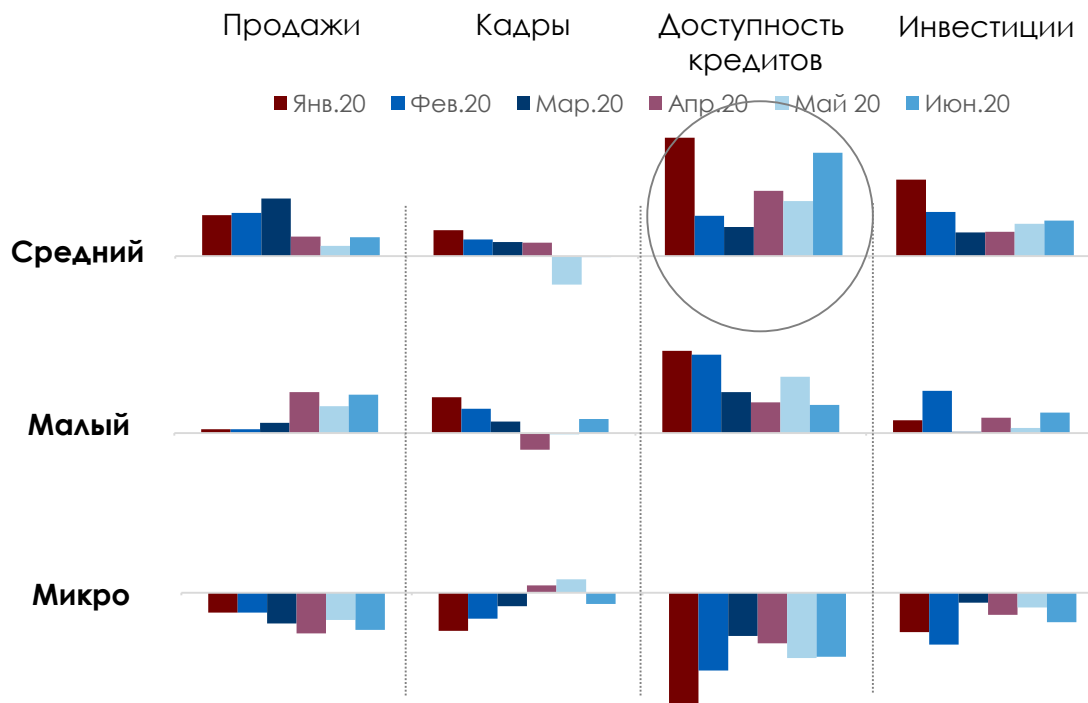 Продажи Кадры Доступность кредитов Инвестиции
Янв.20 Фев.20 Мар.20 Апр.20 Май 20 Июн.20
Средний
Малый
Микро